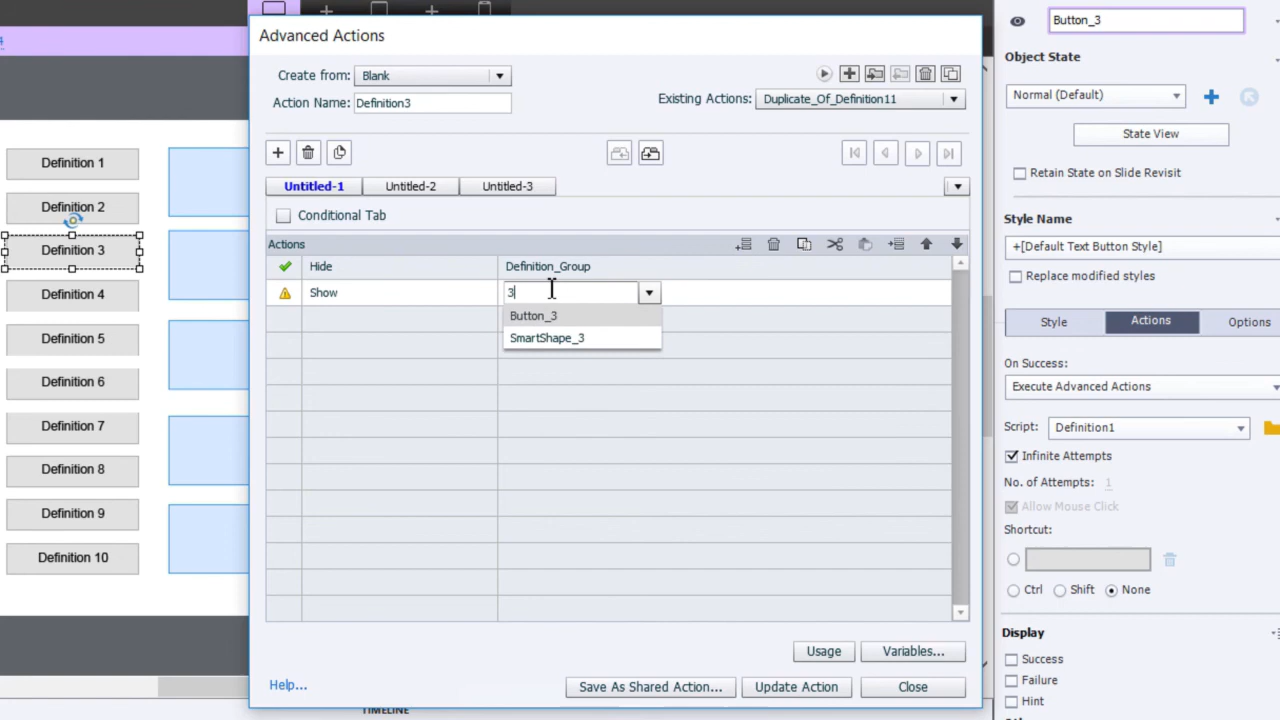 Advanced Actions
Create from: Blank
Action Name: Definition3
Existing Actions: Duplicate_Of_Definition11
Untitled-1 Untitled-2 Untitled-3
Conditional Tab
Actions
Hide Definition_Group
Show 3
Button_3
SmartShape_3
Usage Variables...
Help... Save As Shared Action... Update Action Close
Definition 1
Definition 2
Definition 3
Definition 4
Definition 5
Definition 6
Definition 7
Definition 8
Definition 9
Definition 10
TIMELINE
Button_3
Object State
Normal (Default)
State View
Retain State on Slide Revisit
Style Name
+[Default Text Button Style]
Replace modified styles
Style Actions Options
On Success:
Execute Advanced Actions
Script: Definition1
Infinite Attempts
No. of Attempts: 1
Allow Mouse Click
Shortcut:
Ctrl Shift None
Display
Success
Failure
Hint